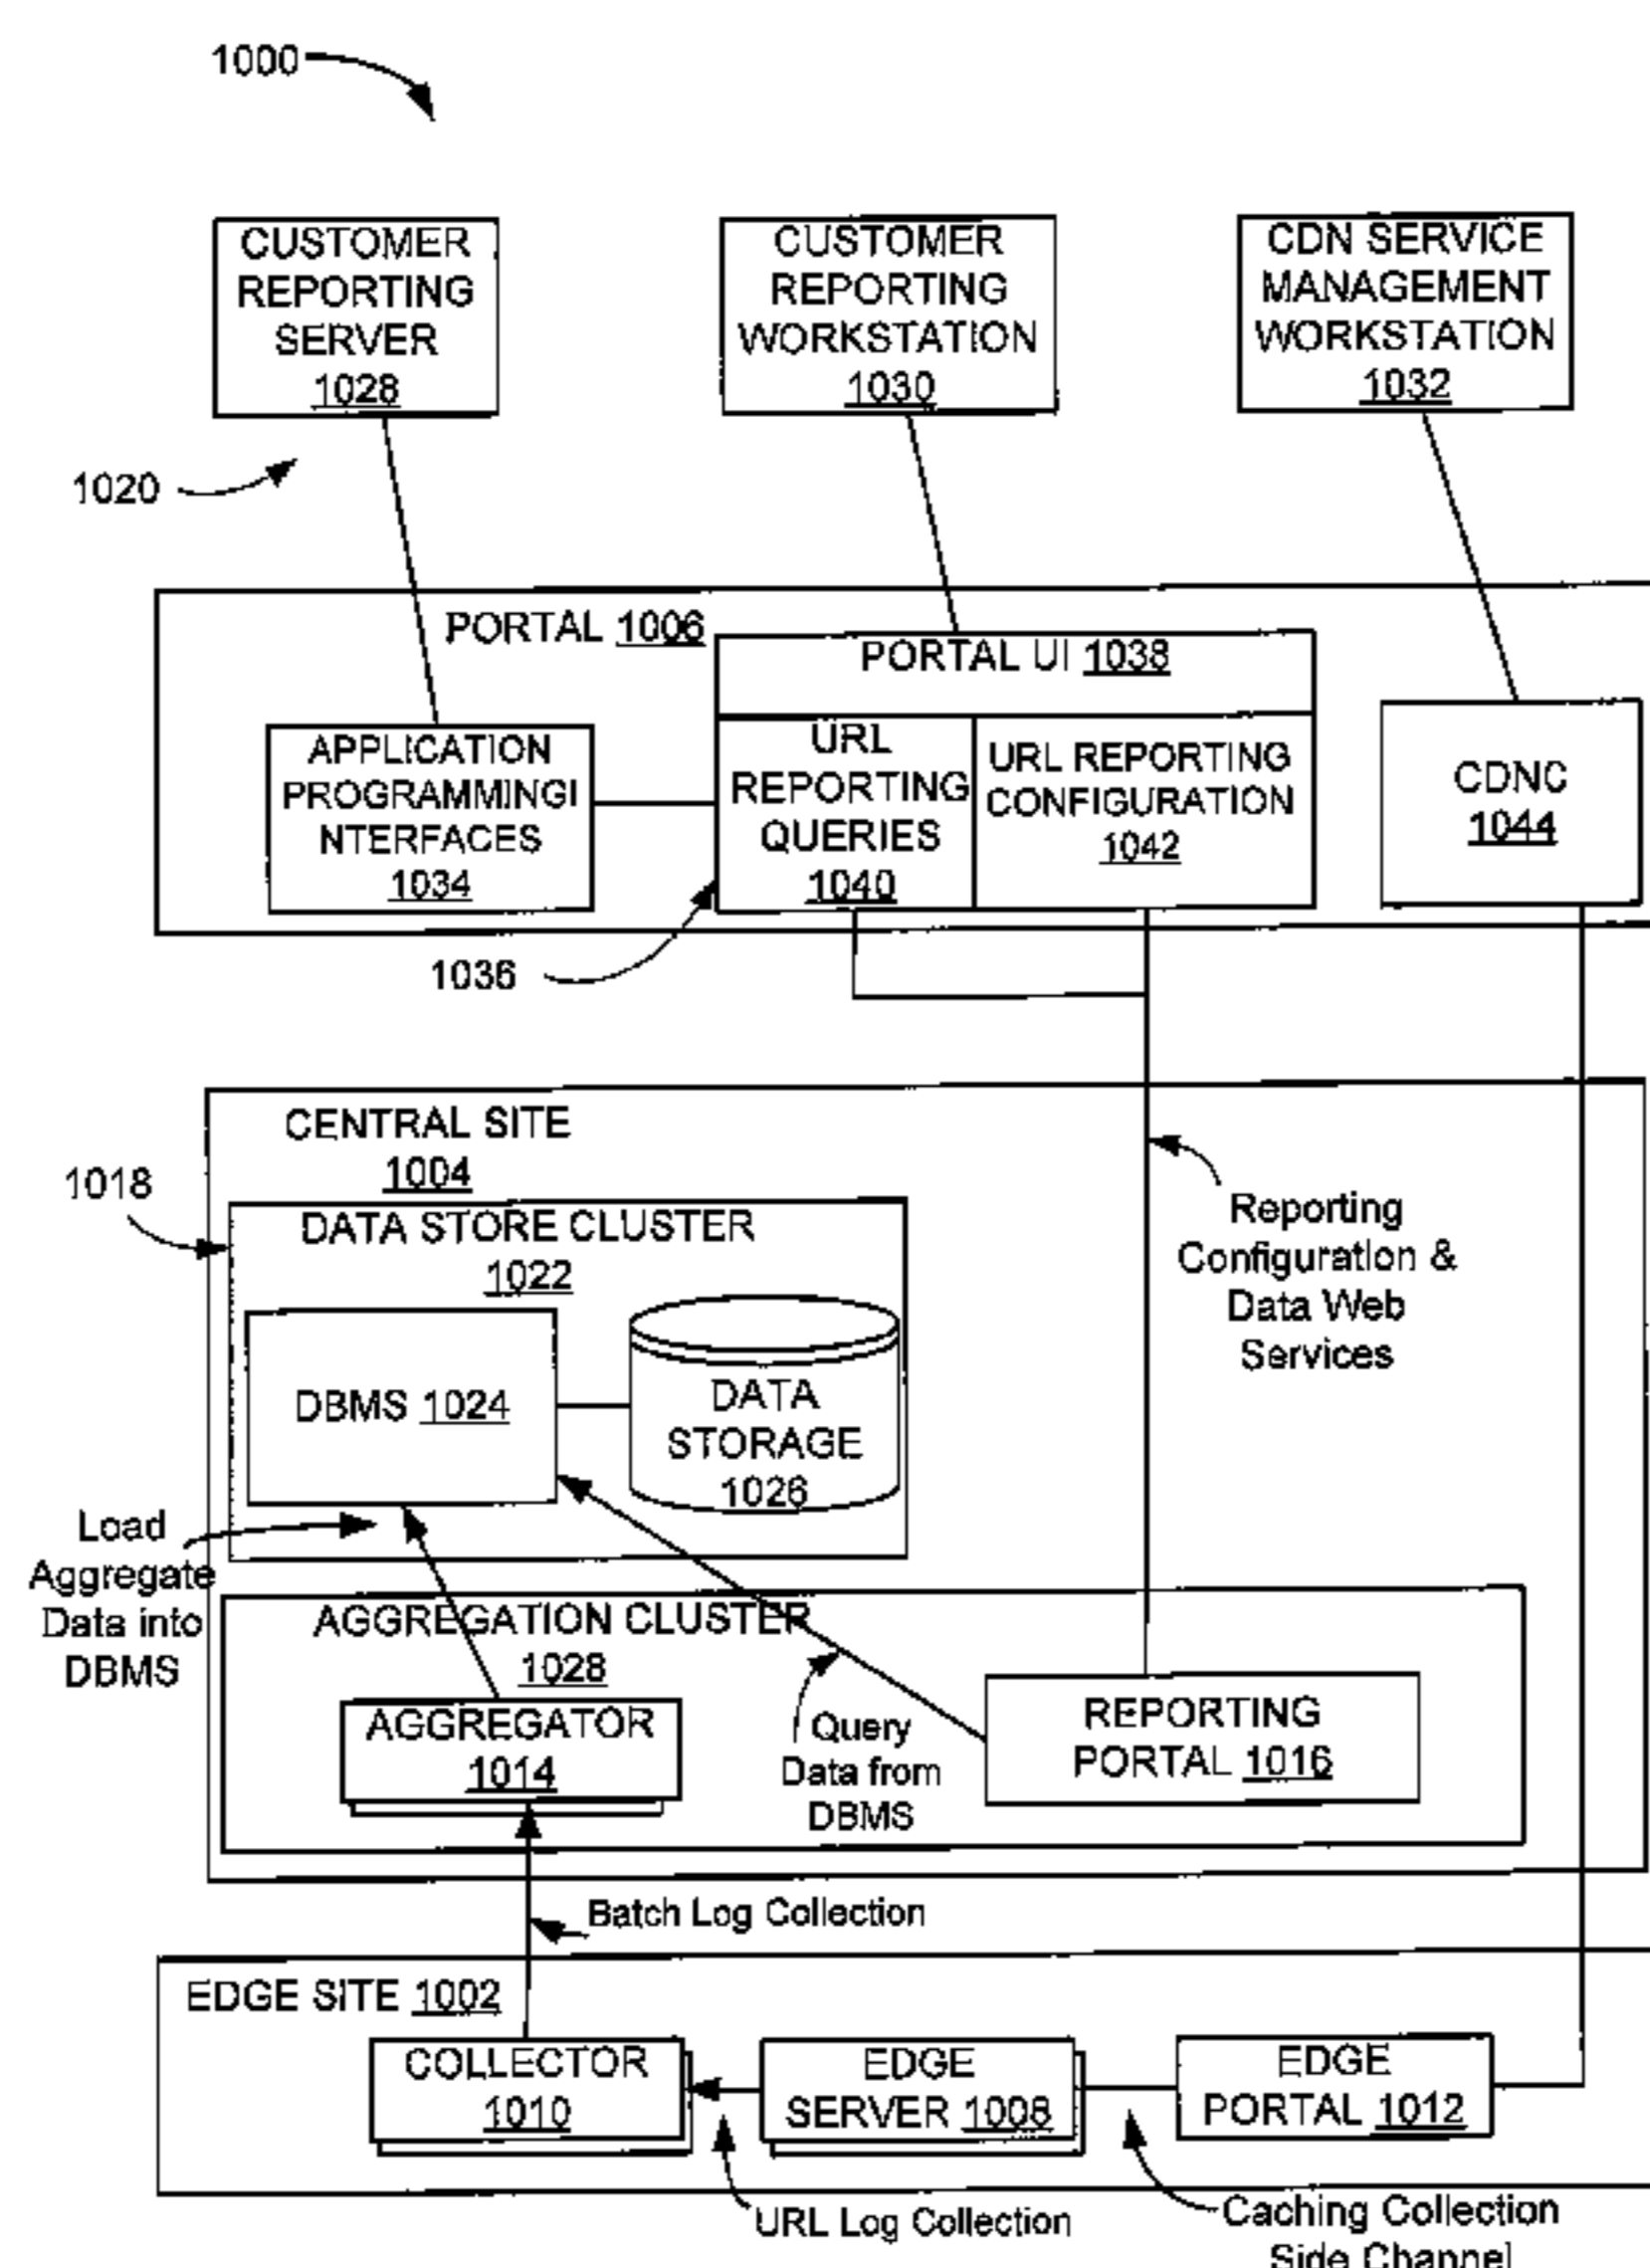 1000
CUSTOMER
REPORTING
SERVER
1028
CUSTOMER
REPORTING
WORKSTATION
1030
CDN SERVICE
MANAGEMENT
WORKSTATION
1032
1020
PORTAL 1006
PORTAL UI 1038
APPLICATION
PROGRAMMINGI
NTERFACES
1034
URL
REPORTING
QUERIES
1040
URL REPORTING
CONFIGURATION
1042
CDNC
1044
1036
CENTRAL SITE
1004
1018
DATA STORE CLUSTER
1022
DBMS 1024
DATA
STORAGE
1026
Reporting
Configuration &
Data Web
Services
Load
Aggregate
Data into
DBMS
AGGREGATION CLUSTER
1028
AGGREGATOR
1014
Query
Data from
DBMS
REPORTING
PORTAL 1016
Batch Log Collection
EDGE SITE 1002
COLLECTOR
1010
EDGE
SERVER 1008
EDGE
PORTAL 1012
URL Log Collection
Caching Collection
Side Channel